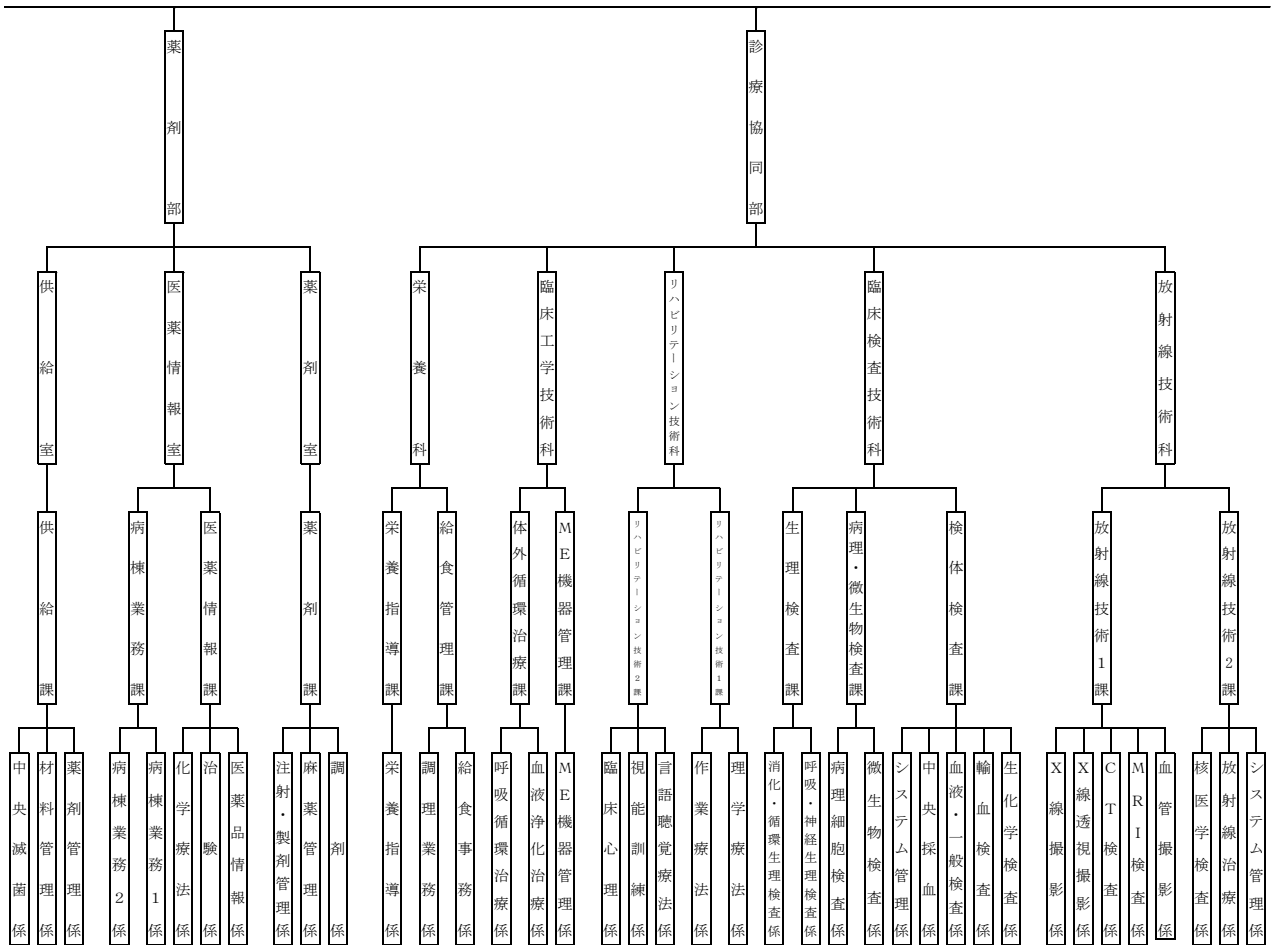 薬剤部
診療協同部
供給室
医薬情報室
薬剤室
栄養科
臨床工学技術科
リハビリテーション技術科
臨床検査技術科
放射線技術科
供給課
病棟業務課
医薬情報課
薬剤課
栄養指導課
給食管理課
体外循環治療課
ME機器管理課
リハビリテーション技術2課
リハビリテーション技術1課
生理検査課
病理・微生物検査課
検体検査課
放射線技術1課
放射線技術2課
中央滅菌係
材料管理係
薬剤管理係
病棟業務2係
病棟業務1係
化学療法係
治験係
医薬品情報係
注射・製剤管理係
麻薬管理係
調剤係
栄養指導係
調理業務係
給食事務係
呼吸循環治療係
血液浄化治療係
ME機器管理係
臨床心理係
視能訓練係
言語聴覚療法係
作業療法係
理学療法係
消化・循環生理検査係
呼吸・神経生理検査係
病理細胞検査係
微生物検査係
システム管理係
中央採血係
血液・一般検査係
輸血検査係
生化学検査係
X線撮影係
X線透視撮影係
CT検査係
MRI検査係
血管撮影係
核医学検査係
放射線治療係
システム管理係